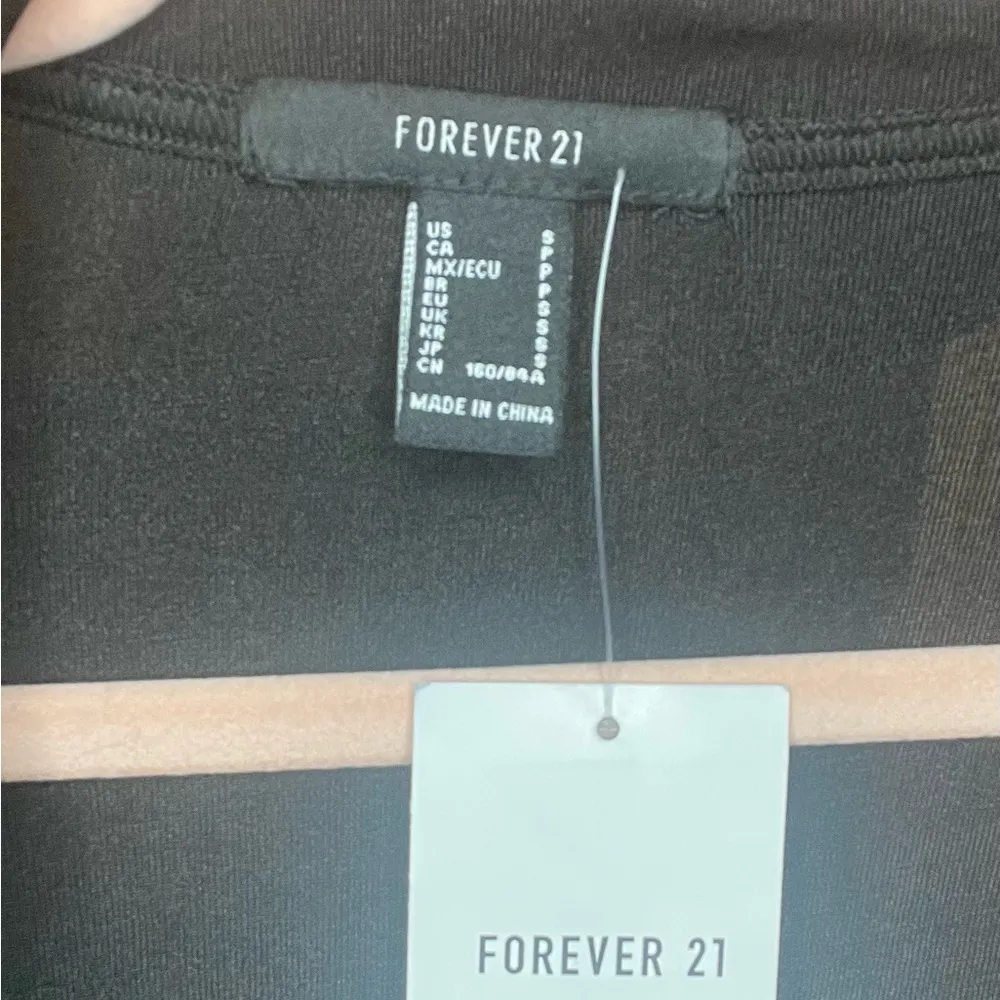 FOREVER 21
US S
CA P
MX/ECU P
BR P
EU S
UK S
KR S
JP S
CN 160/84A
MADE IN CHINA
FOREVER 21